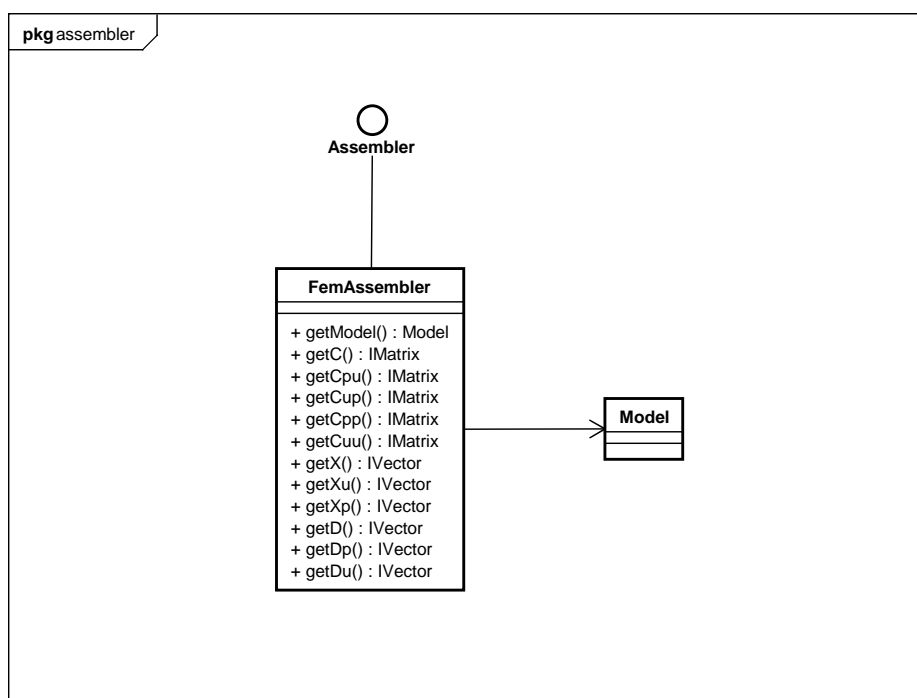 pkg assembler
Assembler
FemAssembler
+ getModel() : Model
+ getC() : IMatrix
+ getCpu() : IMatrix
+ getCup() : IMatrix
+ getCpp() : IMatrix
+ getCuu() : IMatrix
+ getX() : IVector
+ getXu() : IVector
+ getXp() : IVector
+ getD() : IVector
+ getDp() : IVector
+ getDu() : IVector
Model